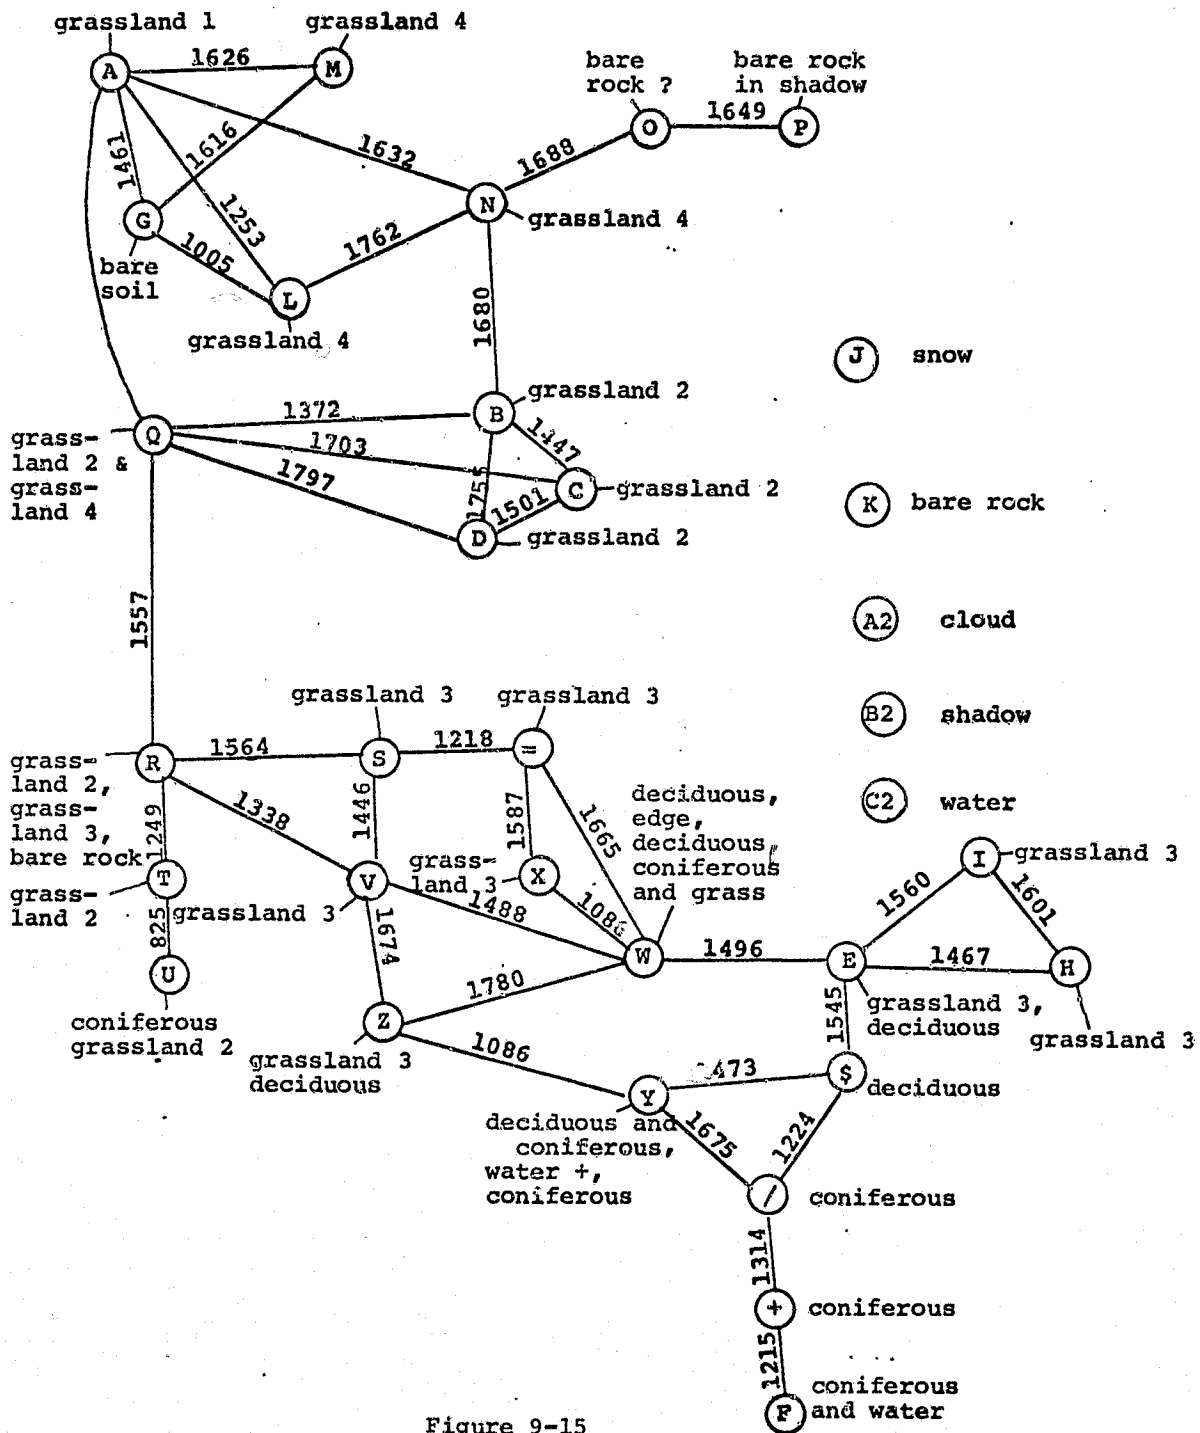 grassland 1
grassland 4
A
1626
M
bare
rock ?
bare rock
in shadow
O
1649
P
1461
1616
1632
1688
G
1253
N
grassland 4
bare
soil
1005
1762
L
grassland 4
1680
J
snow
grassland 2
Q
1372
B
1447
grass-
land 2 &
grass-
land 4
1703
1797
1755
C
grassland 2
1501
D
grassland 2
K
bare rock
1557
A2
cloud
grassland 3
grassland 3
B2
shadow
R
1564
S
1218
=
grass-
land 2,
grass-
land 3,
bare rock
1249
1338
1446
1587
1665
deciduous,
edge,
deciduous
coniferous
and grass
C2
water
T
grass-
land 2
V
grassland 3
grass-
land 3
X
I
grassland 3
825
1674
1488
1560
1601
U
coniferous
grassland 2
W
1496
E
1467
H
1780
grassland 3,
deciduous
grassland 3
Z
grassland 3
deciduous
1086
1545
473
$
deciduous
Y
deciduous and
coniferous,
water +,
coniferous
1675
1224
/
coniferous
1314
+
coniferous
1215
F
coniferous
and water
Figure 9-15